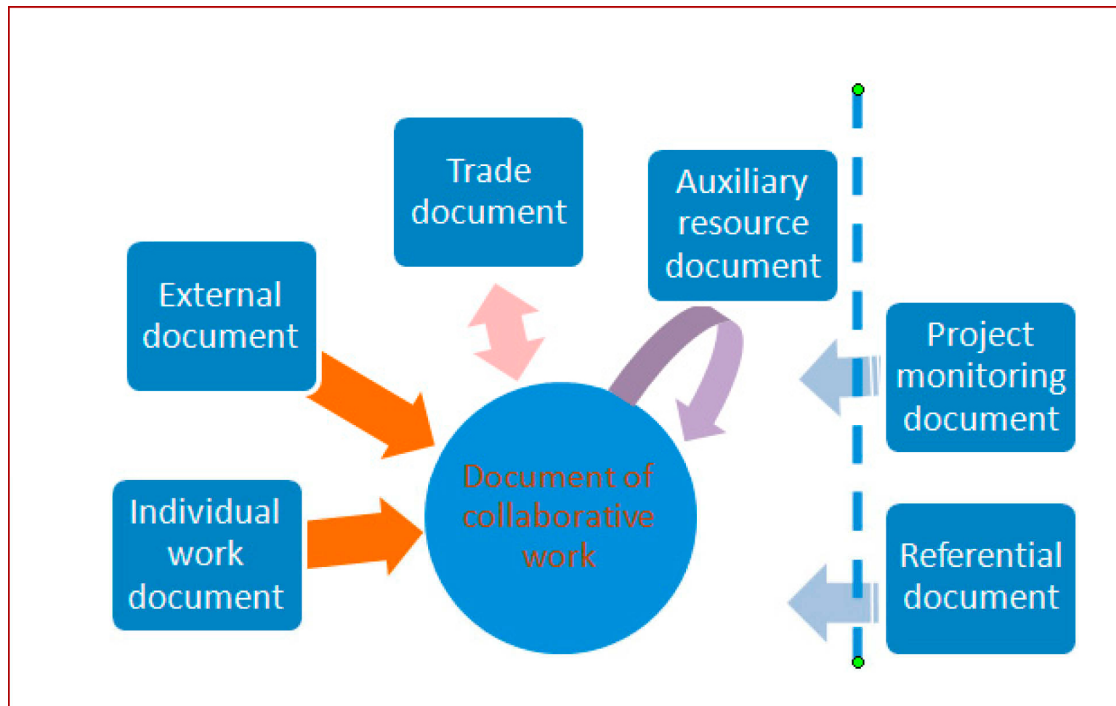 Trade
document
Auxiliary
resource
document
External
document
Project
monitoring
document
Individual
work
document
Document of
collaborative
work
Referential
document